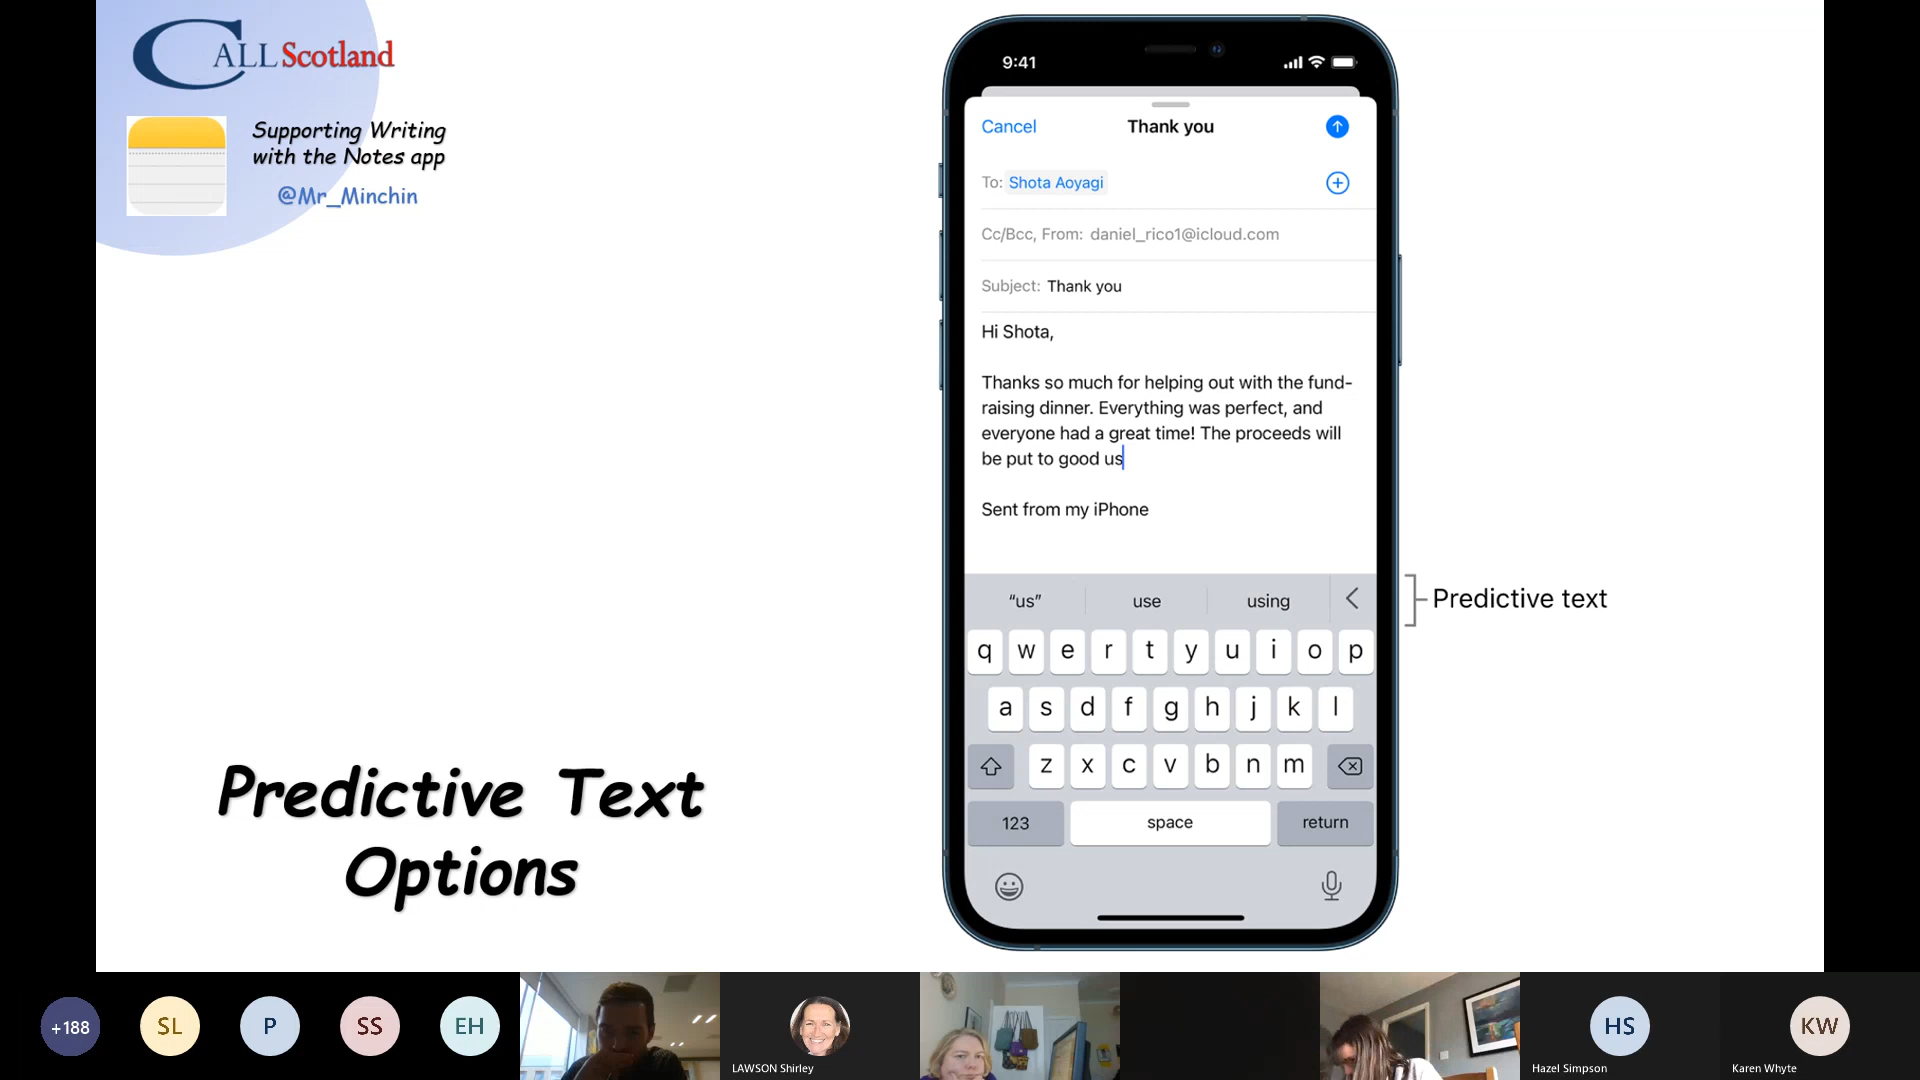 CALL Scotland
Supporting Writing
with the Notes app
@Mr_Minchin
Predictive Text
Options
9:41
Cancel
Thank you
To: Shota Aoyagi
Cc/Bcc, From: daniel_rico1@icloud.com
Subject: Thank you
Hi Shota,
Thanks so much for helping out with the fund-
raising dinner. Everything was perfect, and
everyone had a great time! The proceeds will
be put to good us
Sent from my iPhone
“us” use using
Predictive text
q w e r t y u i o p
a s d f g h j k l
z x c v b n m
123 space return
+188
SL
P
SS
EH
LAWSON Shirley
HS
Hazel Simpson
KW
Karen Whyte